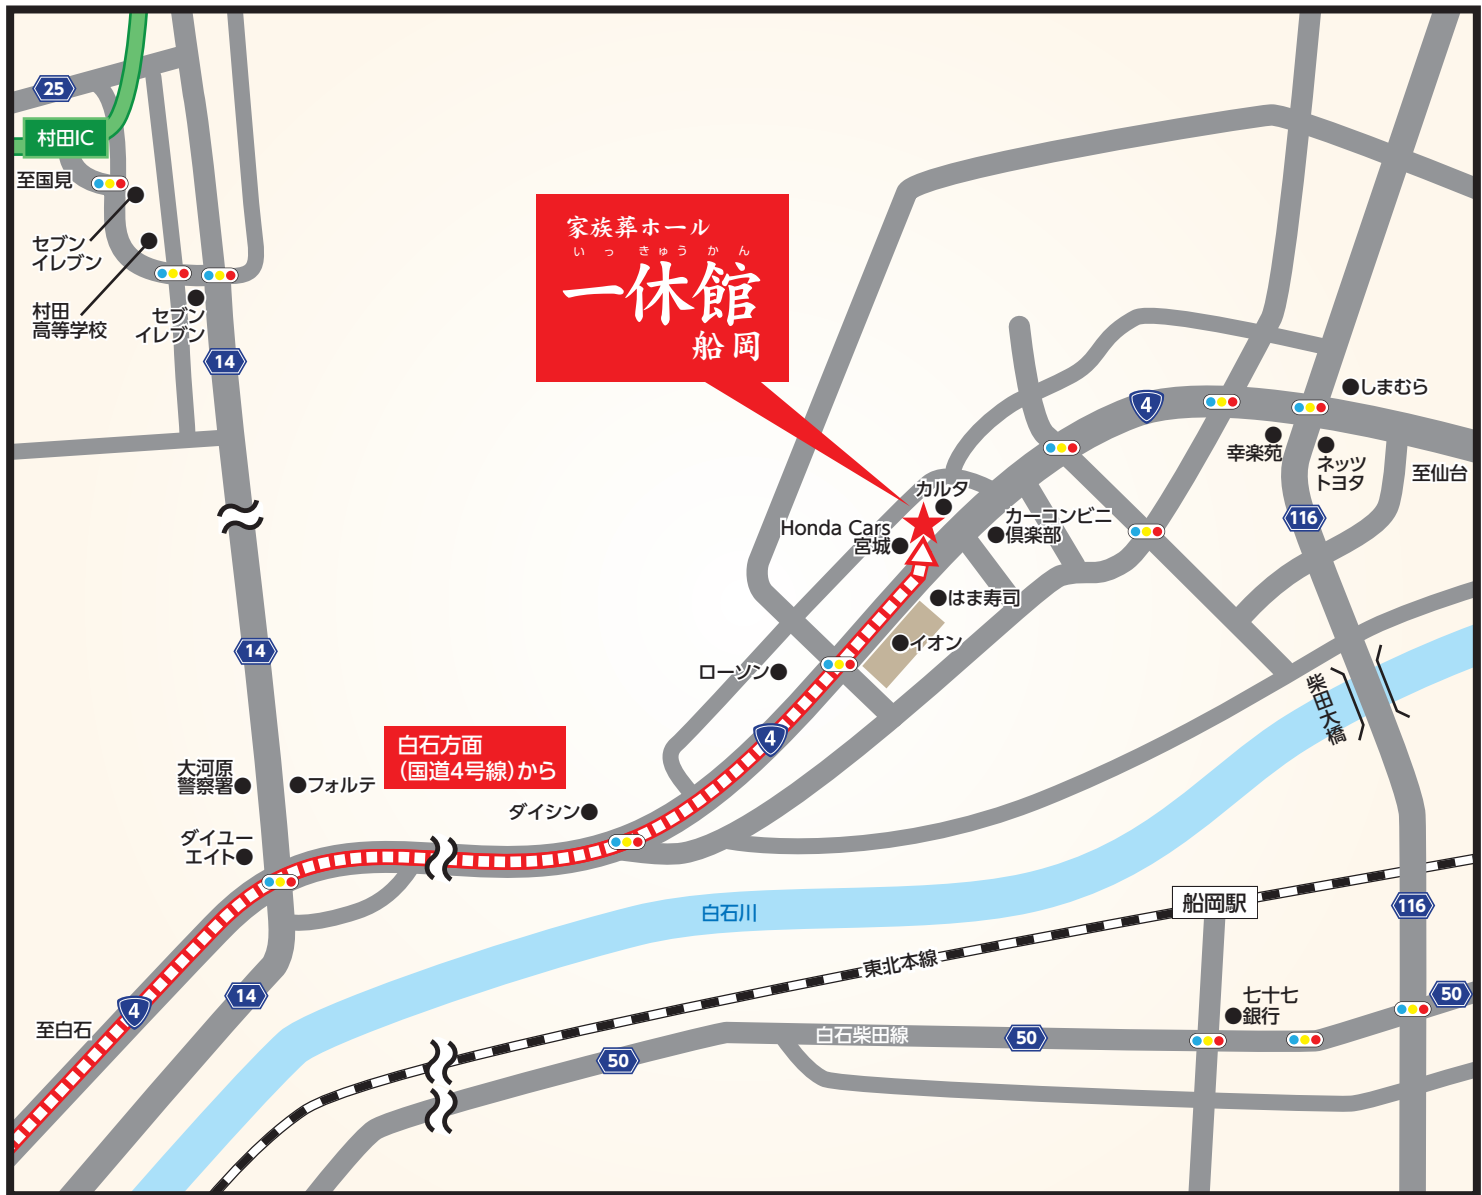 25
村田IC
至国見
セブン
イレブン
村田
高等学校
セブン
イレブン
14
家族葬ホール
いっきゅうかん
一休館
船岡
4
しまむら
幸楽苑
ネッツ
トヨタ
至仙台
116
カルタ
Honda Cars
宮城
カーコンビニ
倶楽部
はま寿司
イオン
ローソン
14
4
柴田大橋
白石方面
(国道4号線)から
大河原
警察署
フォルテ
ダイシン
ダイユー
エイト
白石川
船岡駅
116
東北本線
14
4
至白石
七十七
銀行
50
白石柴田線
50
50